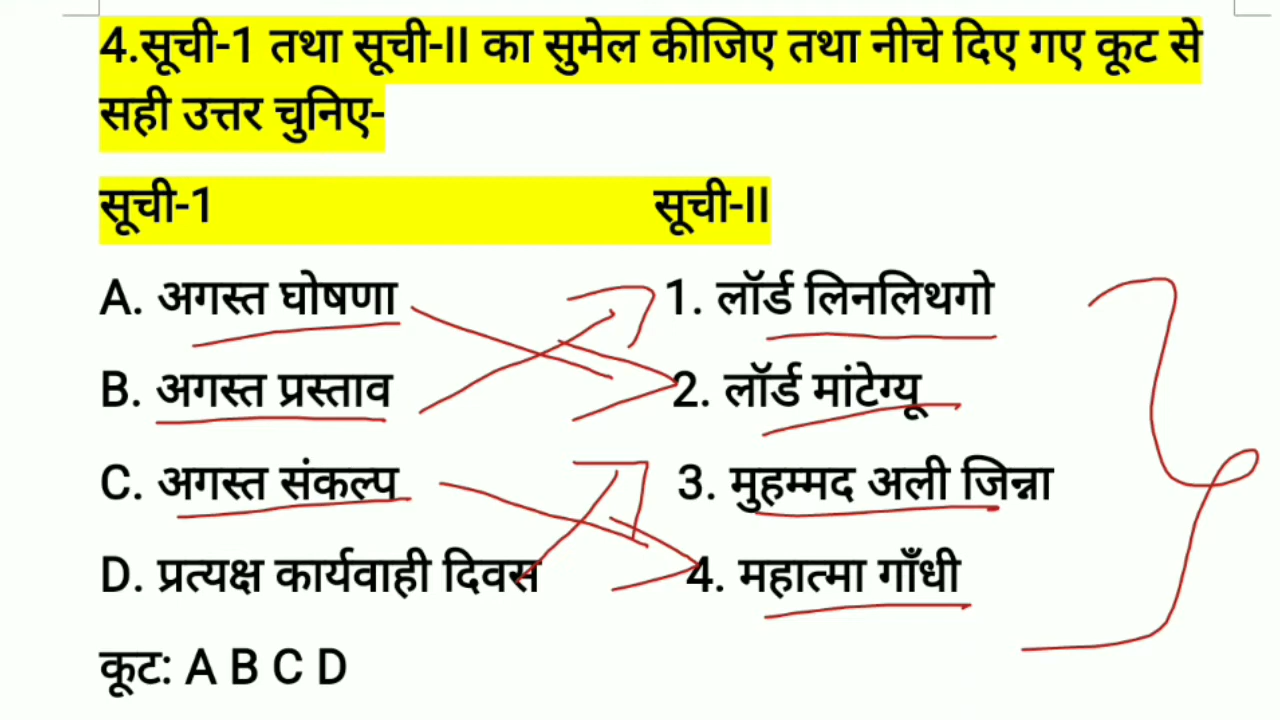 4.सूची-1 तथा सूची-II का सुमेल कीजिए तथा नीचे दिए गए कूट से
सही उत्तर चुनिए-
सूची-1 सूची-II
A. अगस्त घोषणा 1. लॉर्ड लिनलिथगो
B. अगस्त प्रस्ताव 2. लॉर्ड मांटेग्यू
C. अगस्त संकल्प 3. मुहम्मद अली जिन्ना
D. प्रत्यक्ष कार्यवाही दिवस 4. महात्मा गाँधी
कूट: A B C D